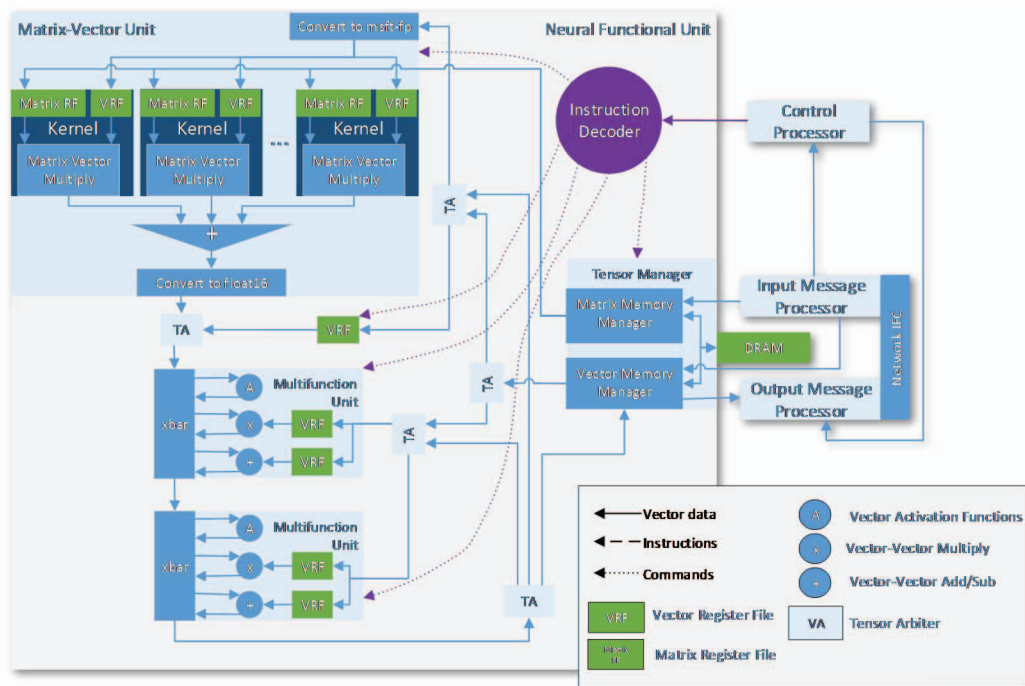 Matrix-Vector Unit
Convert to msft-fp
Neural Functional Unit
Matrix RF
VRF
Matrix RF
VRF
Matrix RF
VRF
Kernel
Kernel
Kernel
...
Matrix Vector
Multiply
Matrix Vector
Multiply
Matrix Vector
Multiply
+
Convert to float16
Instruction
Decoder
Control
Processor
TA
Tensor Manager
Matrix Memory
Manager
Vector Memory
Manager
Input Message
Processor
DRAM
Output Message
Processor
Network IFC
TA
VRF
TA
TA
xbar
Multifunction
Unit
A
x
VRF
+
VRF
xbar
Multifunction
Unit
A
x
VRF
+
VRF
TA
Vector data
Instructions
Commands
VRF
Vector Register File
Matrix
RF
Matrix Register File
A
Vector Activation Functions
x
Vector-Vector Multiply
+
Vector-Vector Add/Sub
VA
Tensor Arbiter